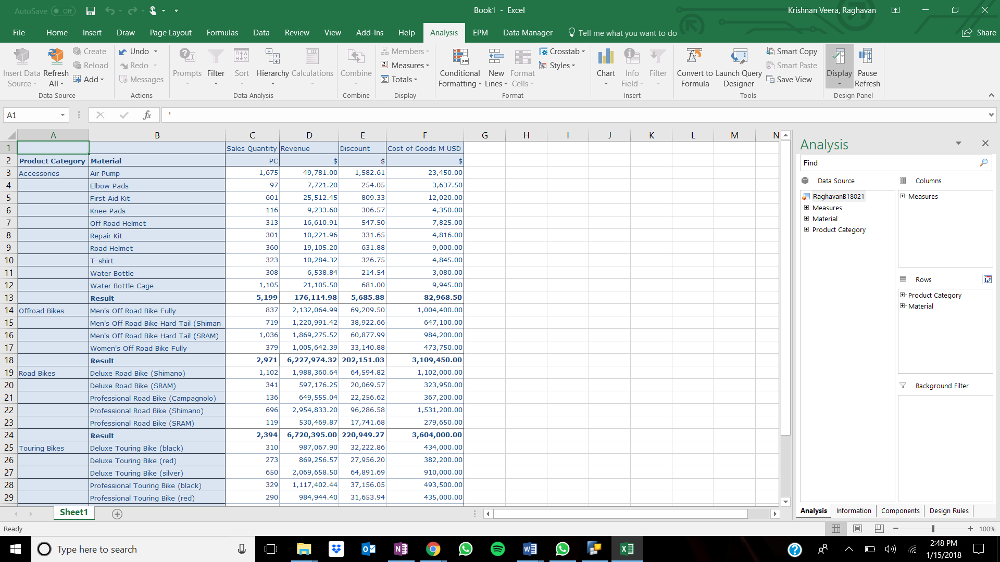 AutoSave Off
Book1 - Excel
Krishnan Veera, Raghavan
File Home Insert Draw Page Layout Formulas Data Review View Add-Ins Help Analysis EPM Data Manager Tell me what you want to do Share
Insert Data Source
Refresh All
Create
Reload
Add
Data Source
Undo
Redo
Messages
Actions
Prompts
Filter
Sort
Hierarchy
Calculations
Data Analysis
Combine
Combine
Members
Measures
Totals
Display
Conditional Formatting
New Lines
Format Cells
Crosstab
Styles
Format
Chart
Info Field
Filter
Insert
Convert to Formula
Launch Query Designer
Smart Copy
Smart Paste
Save View
Tools
Display
Pause Refresh
Design Panel
A1 fx '
A B C D E F G H I J K L M N
1 Sales Quantity Revenue Discount Cost of Goods M USD
2 Product Category Material PC $ $ $
3 Accessories Air Pump 1,675 49,781.00 1,582.61 23,450.00
4 Elbow Pads 97 7,721.20 254.05 3,637.50
5 First Aid Kit 601 25,512.45 809.33 12,020.00
6 Knee Pads 116 9,233.60 306.57 4,350.00
7 Off Road Helmet 313 16,610.91 547.50 7,825.00
8 Repair Kit 301 10,221.96 331.65 4,816.00
9 Road Helmet 360 19,105.20 631.88 9,000.00
10 T-shirt 323 10,284.32 326.75 4,845.00
11 Water Bottle 308 6,538.84 214.54 3,080.00
12 Water Bottle Cage 1,105 21,105.50 681.00 9,945.00
13 Result 5,199 176,114.98 5,685.88 82,968.50
14 Offroad Bikes Men's Off Road Bike Fully 837 2,132,064.99 69,209.50 1,004,400.00
15 Men's Off Road Bike Hard Tail (Shiman 719 1,220,991.42 38,922.66 647,100.00
16 Men's Off Road Bike Hard Tail (SRAM) 1,036 1,869,275.52 60,877.99 984,200.00
17 Women's Off Road Bike Fully 379 1,005,642.39 33,140.88 473,750.00
18 Result 2,971 6,227,974.32 202,151.03 3,109,450.00
19 Road Bikes Deluxe Road Bike (Shimano) 1,102 1,988,360.64 64,594.82 1,102,000.00
20 Deluxe Road Bike (SRAM) 341 597,176.25 20,069.57 323,950.00
21 Professional Road Bike (Campagnolo) 136 649,555.04 22,256.62 367,200.00
22 Professional Road Bike (Shimano) 696 2,954,833.20 96,286.58 1,531,200.00
23 Professional Road Bike (SRAM) 119 530,469.87 17,741.68 279,650.00
24 Result 2,394 6,720,395.00 220,949.27 3,604,000.00
25 Touring Bikes Deluxe Touring Bike (black) 310 987,067.90 32,222.86 434,000.00
26 Deluxe Touring Bike (red) 273 869,256.57 27,956.20 382,200.00
27 Deluxe Touring Bike (silver) 650 2,069,658.50 64,891.69 910,000.00
28 Professional Touring Bike (black) 329 1,117,402.44 37,156.05 493,500.00
29 Professional Touring Bike (red) 290 984,944.40 31,653.94 435,000.00
Analysis
Find
Data Source
RaghavanB18021
Measures
Material
Product Category
Columns
Measures
Rows
Product Category
Material
Background Filter
Analysis Information Components Design Rules
Sheet1
Ready
100%
Type here to search
2:48 PM
1/15/2018